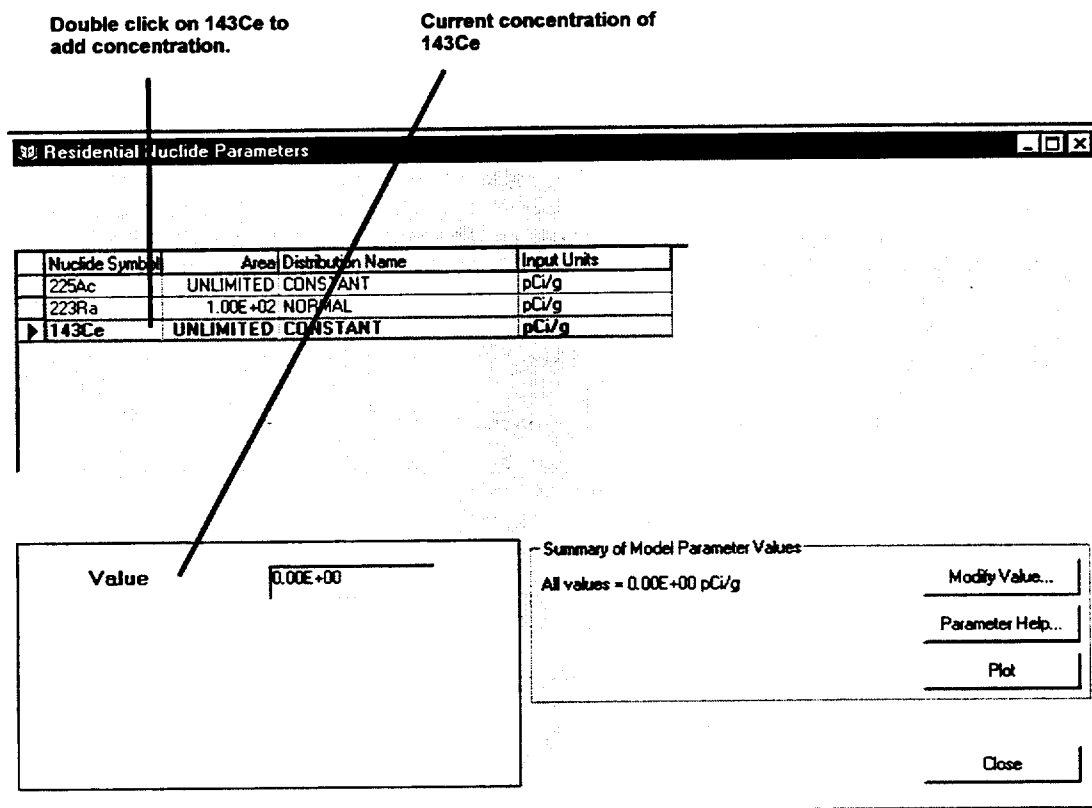 Double click on 143Ce to
add concentration.
Current concentration of
143Ce
Residential Nuclide Parameters
Nuclide Symbol Area Distribution Name Input Units
225Ac UNLIMITED CONSTANT pCi/g
223Ra 1.00E+02 NORMAL pCi/g
143Ce UNLIMITED CONSTANT pCi/g
Value 0.00E+00
Summary of Model Parameter Values
All values = 0.00E+00 pCi/g
Modify Value...
Parameter Help...
Plot
Close